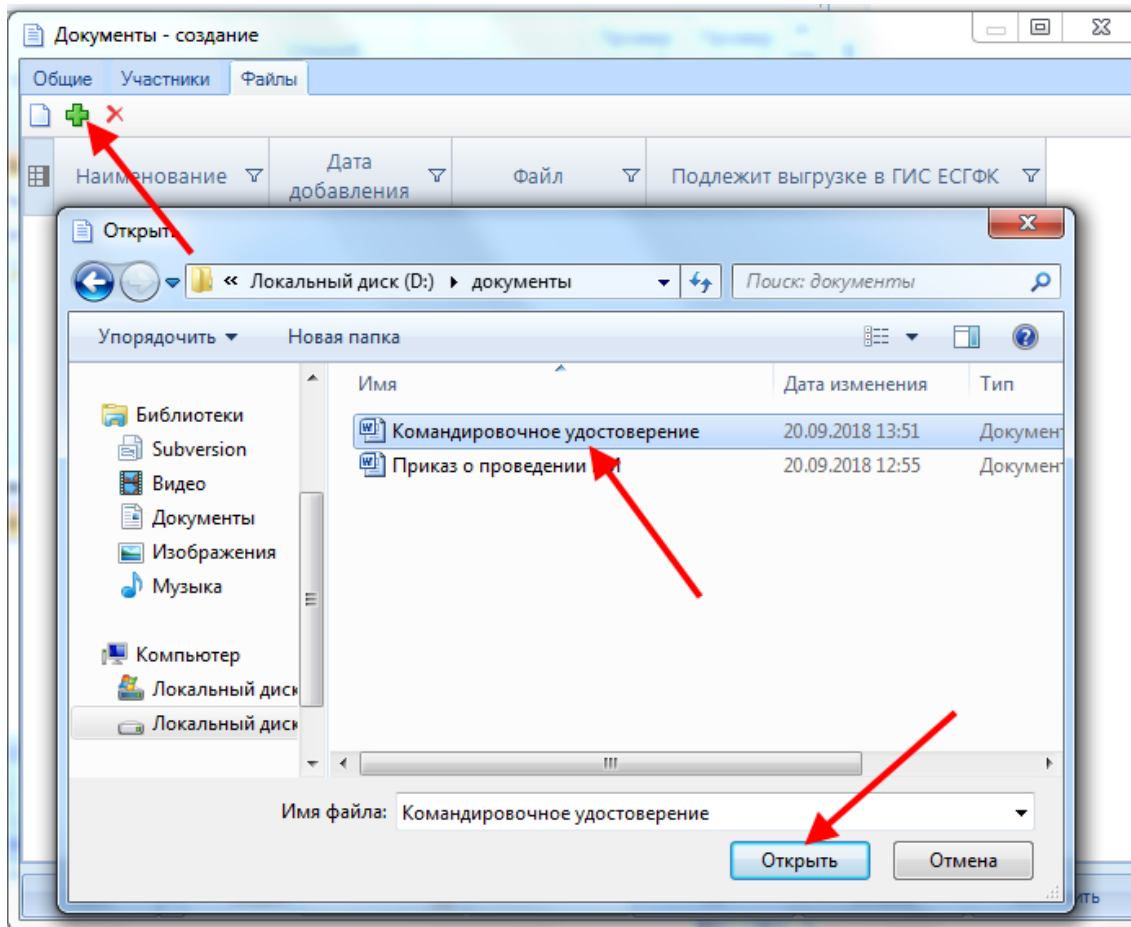 Документы - создание
Общие Участники Файлы
Наименование Дата добавления Файл Подлежит выгрузке в ГИС ЕСГФК
Открыть
« Локальный диск (D:) документы Поиск: документы
Упорядочить Новая папка
Имя Дата изменения Тип
Библиотеки
Командировочное удостоверение 20.09.2018 13:51 Докумен
Subversion
Приказ о проведении 20.09.2018 12:55 Докумен
Видео
Документы
Изображения
Музыка
Компьютер
Локальный диск
Локальный диск
Имя файла: Командировочное удостоверение
Открыть Отмена
ить